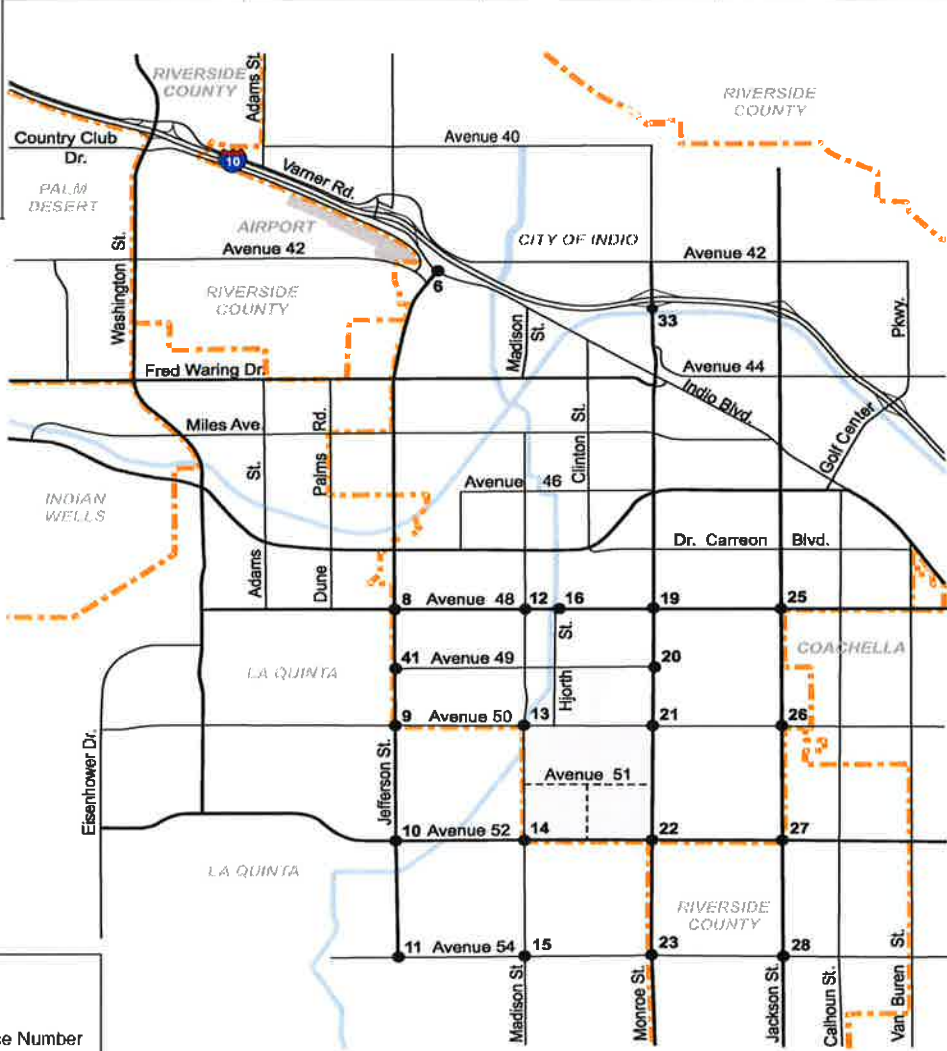 RIVERSIDE
COUNTY
Adams St.
RIVERSIDE
COUNTY
Country Club
Dr.
Avenue 40
10
Varner Rd.
PALM
DESERT
AIRPORT
CITY OF INDIO
Avenue 42
Avenue 42
Washington St.
RIVERSIDE
COUNTY
6
33
Madison
St.
Pkwy.
Fred Waring Dr.
Avenue 44
Indio Blvd.
Miles Ave.
Golf Center
Clinton St.
INDIAN
WELLS
Adams St.
Dune Palms Rd.
Avenue 46
Dr. Carreon Blvd.
8 Avenue 48 12 16 19 25
41 Avenue 49 20
LA QUINTA
Hjorth St.
COACHELLA
9 Avenue 50 13 21 26
Eisenhower Dr.
Jefferson St.
Avenue 51
10 Avenue 52 14 22 27
LA QUINTA
RIVERSIDE
COUNTY
11 Avenue 54 15 23 28
Madison St
Monroe St.
Jackson St.
Calhoun St.
Van Buren St.
se Number